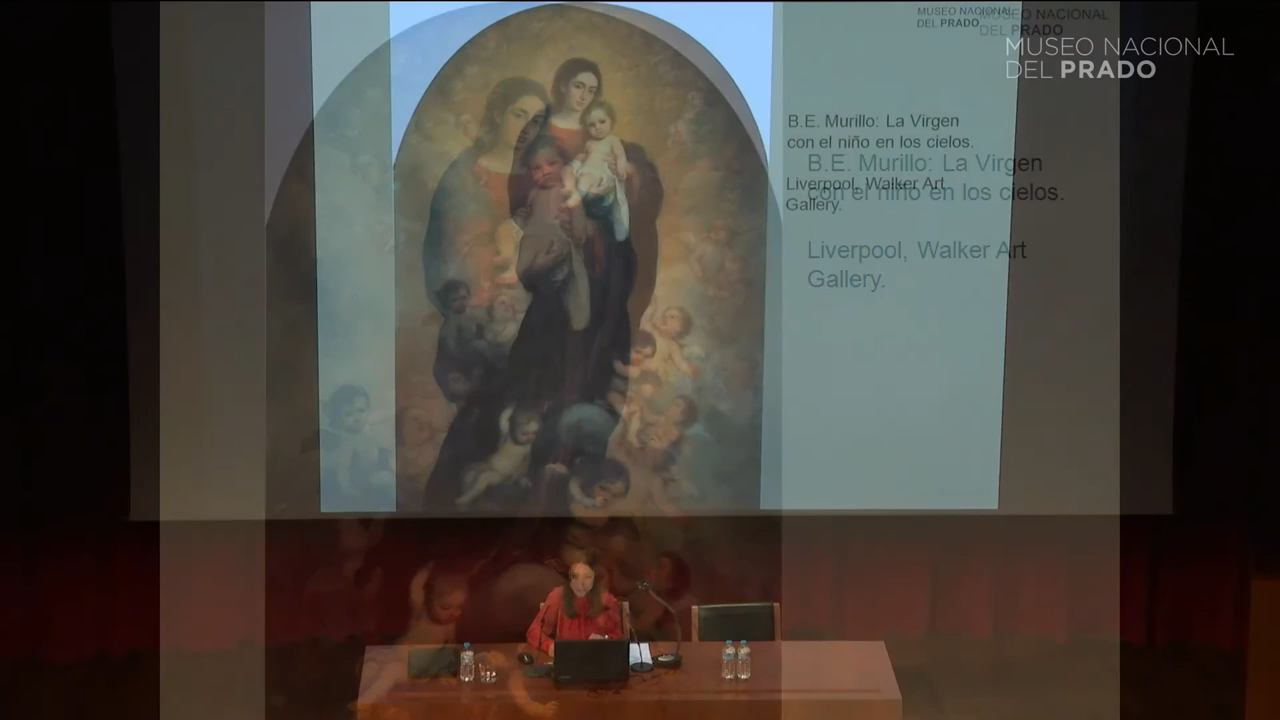 MUSEO NACIONAL
DEL PRADO
MUSEO NACIONAL
DEL PRADO
MUSEO NACIONAL
DEL PRADO
B.E. Murillo: La Virgen
con el niño en los cielos.
Liverpool, Walker Art
Gallery.
B.E. Murillo: La Virgen
con el niño en los cielos.
Liverpool, Walker Art
Gallery.